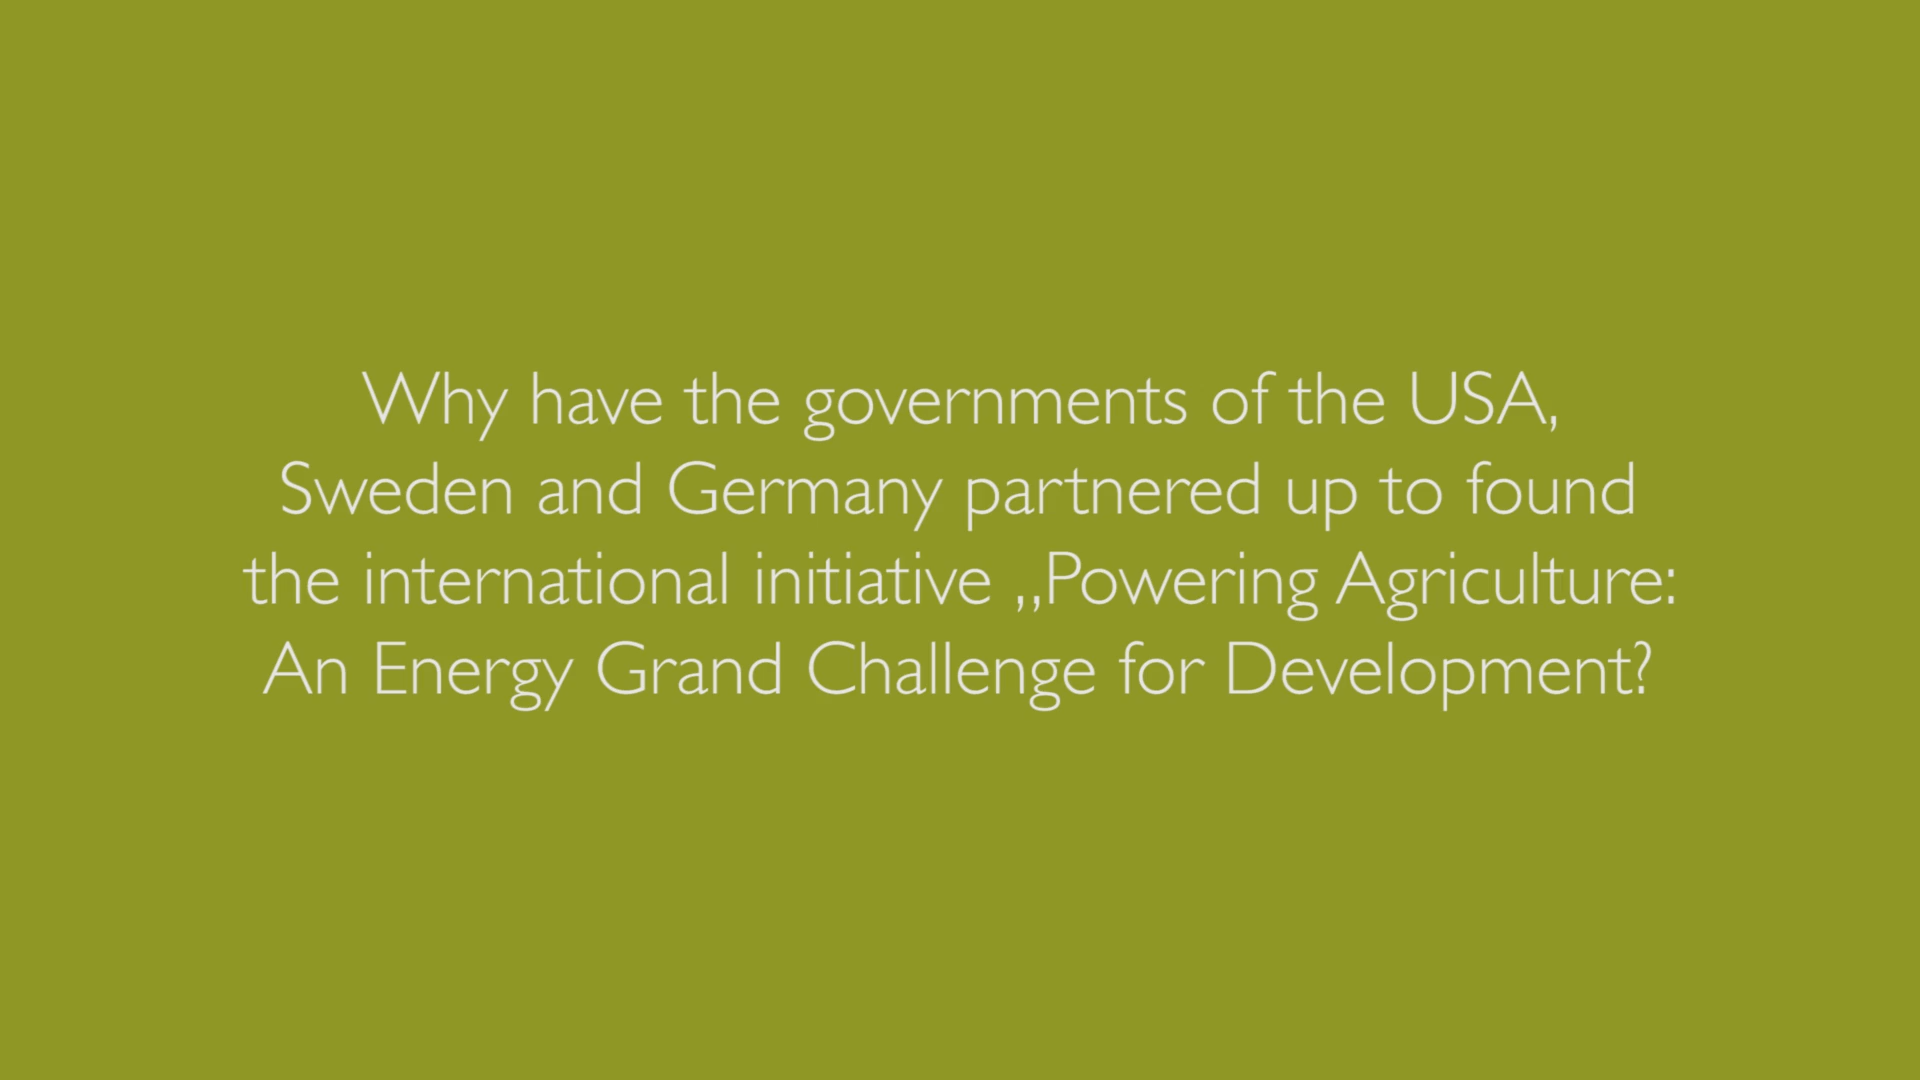 Why have the governments of the USA,
Sweden and Germany partnered up to found
the international initiative ,,Powering Agriculture:
An Energy Grand Challenge for Development?